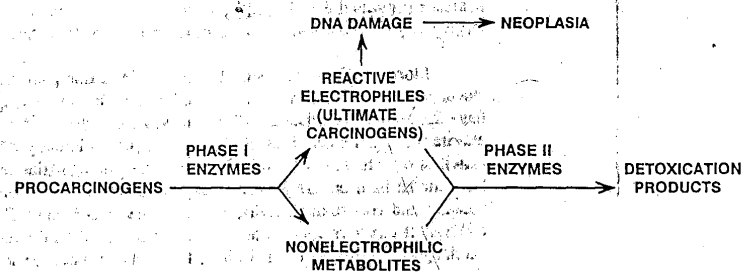 DNA DAMAGE
NEOPLASIA
REACTIVE
ELECTROPHILES
(ULTIMATE
CARCINOGENS)
PHASE I
ENZYMES
PHASE II
ENZYMES
PROCARCINOGENS
DETOXICATION
PRODUCTS
NONELECTROPHILIC
METABOLITES